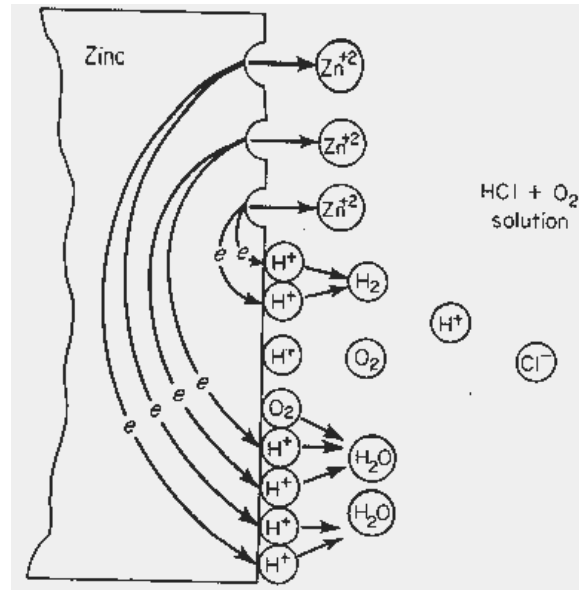 Zinc
Zn+2
Zn+2
HCl + O2
solution
Zn+2
e
e
H+
H2
H+
H+
H+
O2
Cl−
e
O2
e
e
H+
H2O
e
H+
H2O
H+
H+